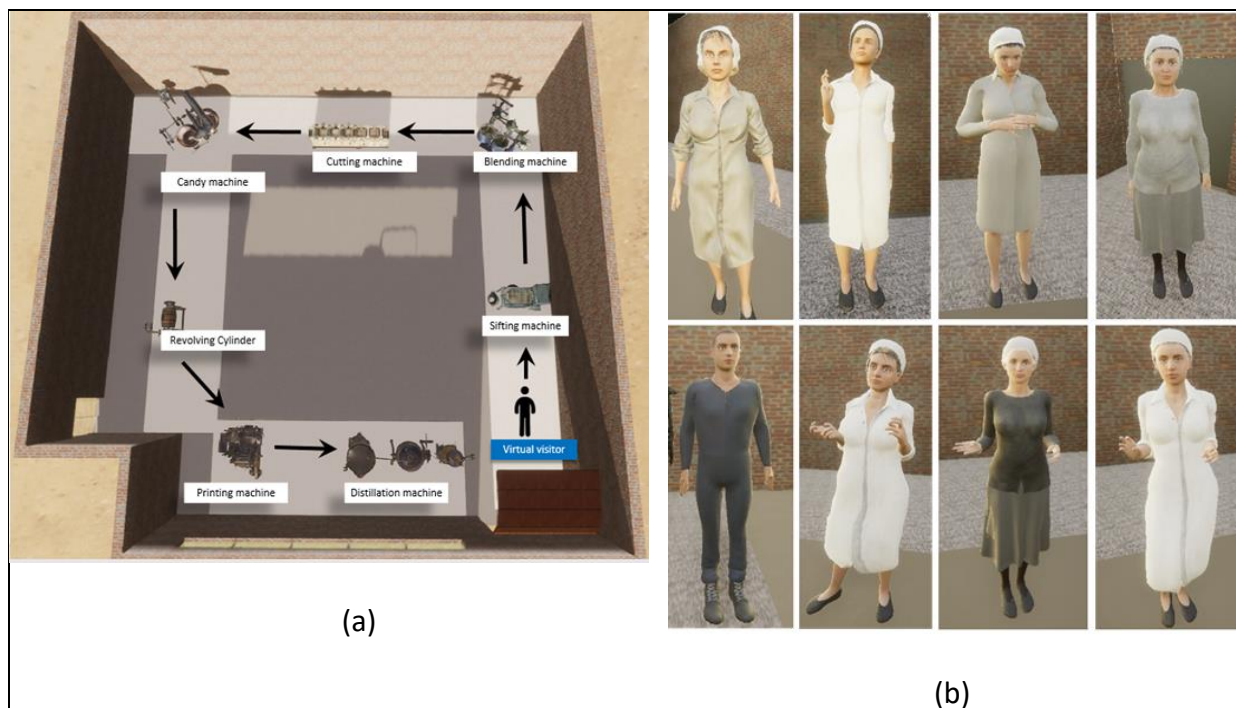 Cutting machine
Blending machine
Candy machine
Sifting machine
Revolving Cylinder
Virtual visitor
Printing machine
Distillation machine
(a)
(b)